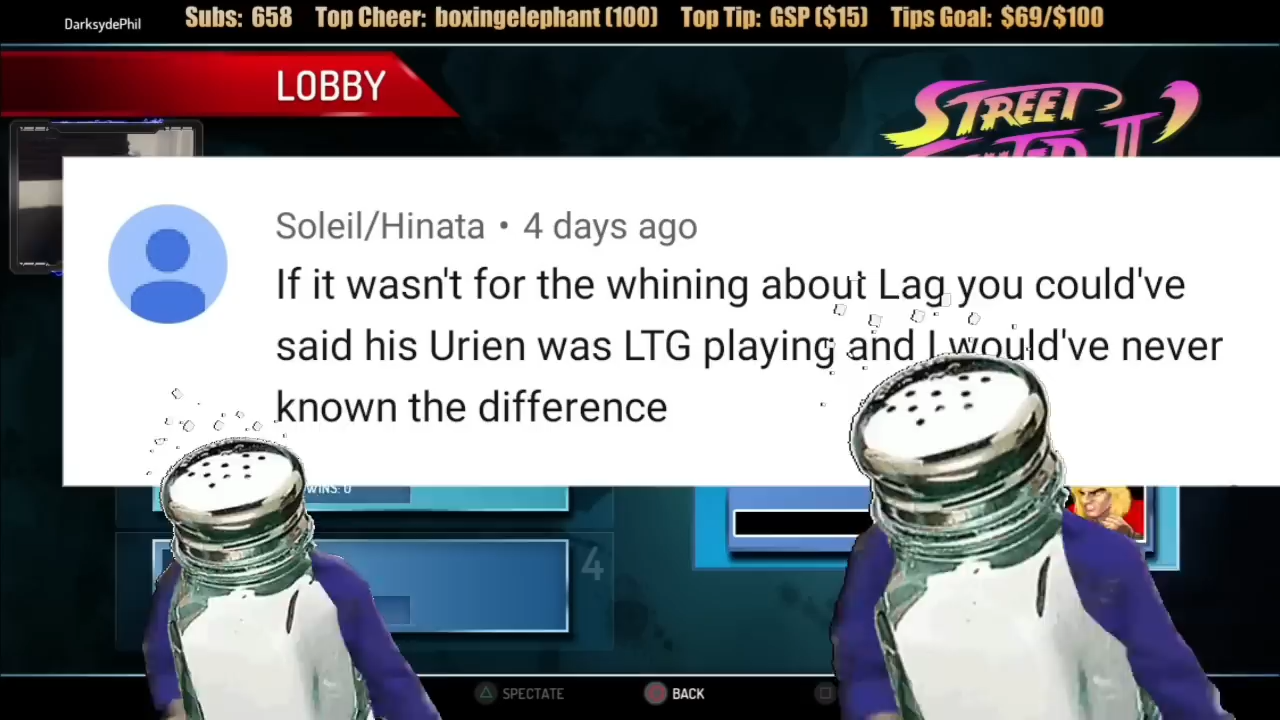 DarksydePhil
Subs: 658 Top Cheer: boxingelephant (100) Top Tip: GSP ($15) Tips Goal: $69/$100
LOBBY
STREET
Soleil/Hinata • 4 days ago
If it wasn't for the whining about Lag you could've
said his Urien was LTG playing and I would've never
known the difference
WINS: 0
4
SPECTATE
BACK